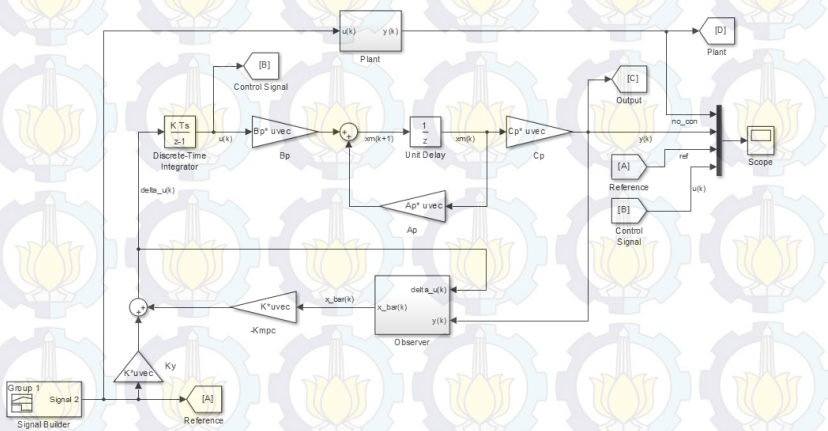 u(k)
y(k)
Plant
[D]
Plant
[B]
Control Signal
[C]
Output
K Ts
z-1
Discrete-Time
Integrator
u(k)
Bp* uvec
Bp
++
xm(k+1)
1
z
Unit Delay
xm(k)
Cp* uvec
Cp
no_con
y(k)
ref
u(k)
Scope
[A]
Reference
[B]
Control
Signal
Ap* uvec
Ap
delta_u(k)
delta_u(k)
x_bar(k)
y(k)
Observer
x_bar(k)
K*uvec
-Kmpc
++
K*uvec
Ky
Group 1
Signal 2
Signal Builder
[A]
Reference